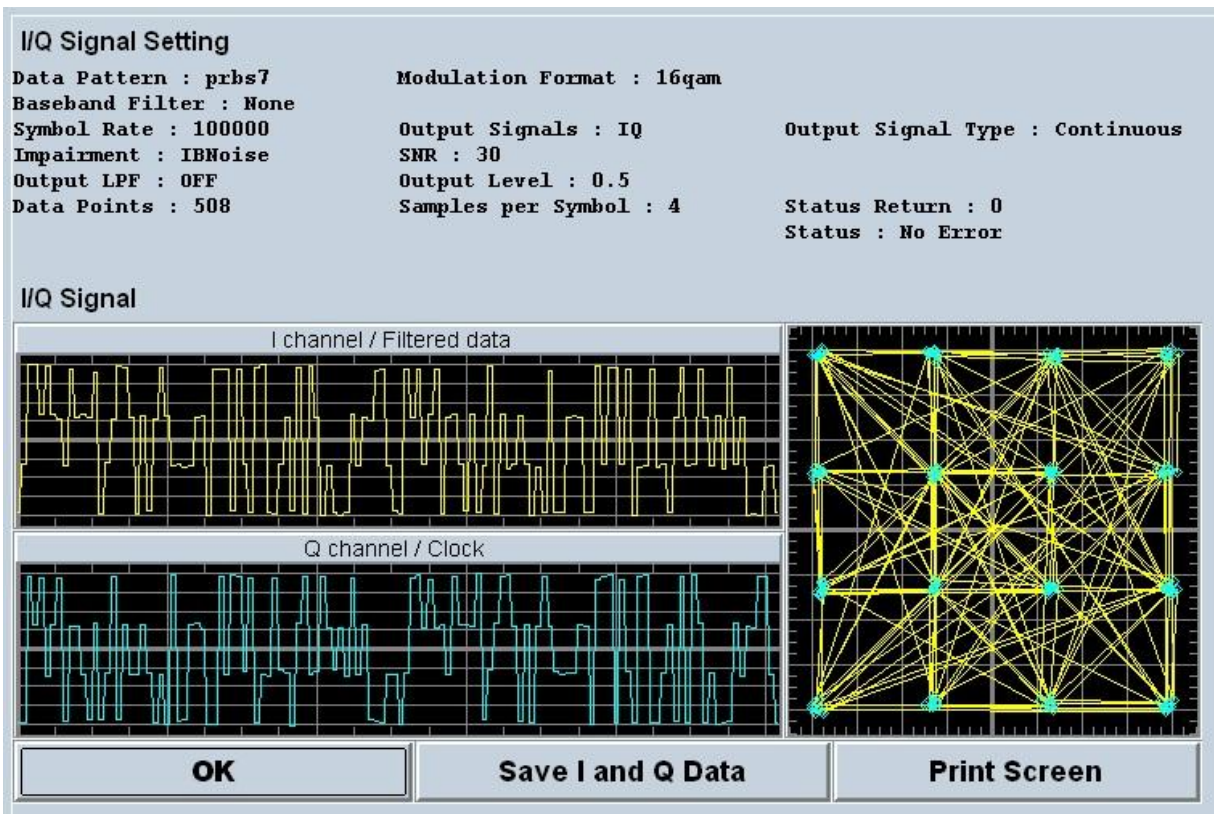 I/Q Signal Setting
Data Pattern : prbs7 Modulation Format : 16qam
Baseband Filter : None
Symbol Rate : 100000 Output Signals : IQ Output Signal Type : Continuous
Impairment : IBNoise SNR : 30
Output LPF : OFF Output Level : 0.5
Data Points : 508 Samples per Symbol : 4 Status Return : 0
Status : No Error
I/Q Signal
I channel / Filtered data
Q channel / Clock
OK Save I and Q Data Print Screen